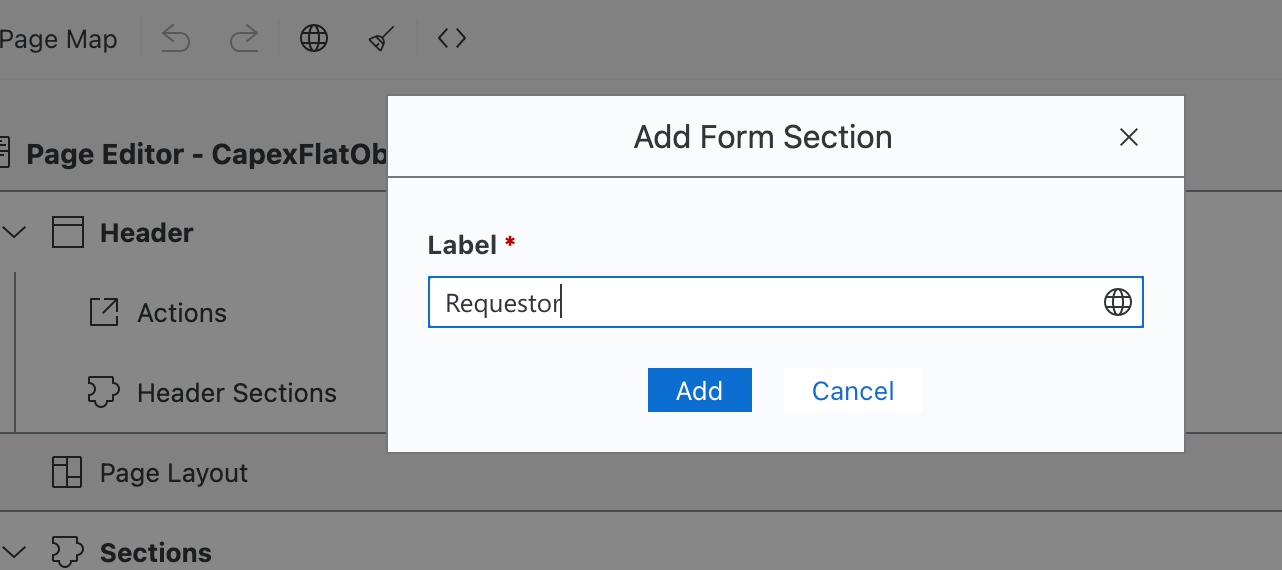 Page Map
Add Form Section
Page Editor - CapexFlatOb
Header
Label *
Requestor
Actions
Add
Cancel
Header Sections
Page Layout
Sections